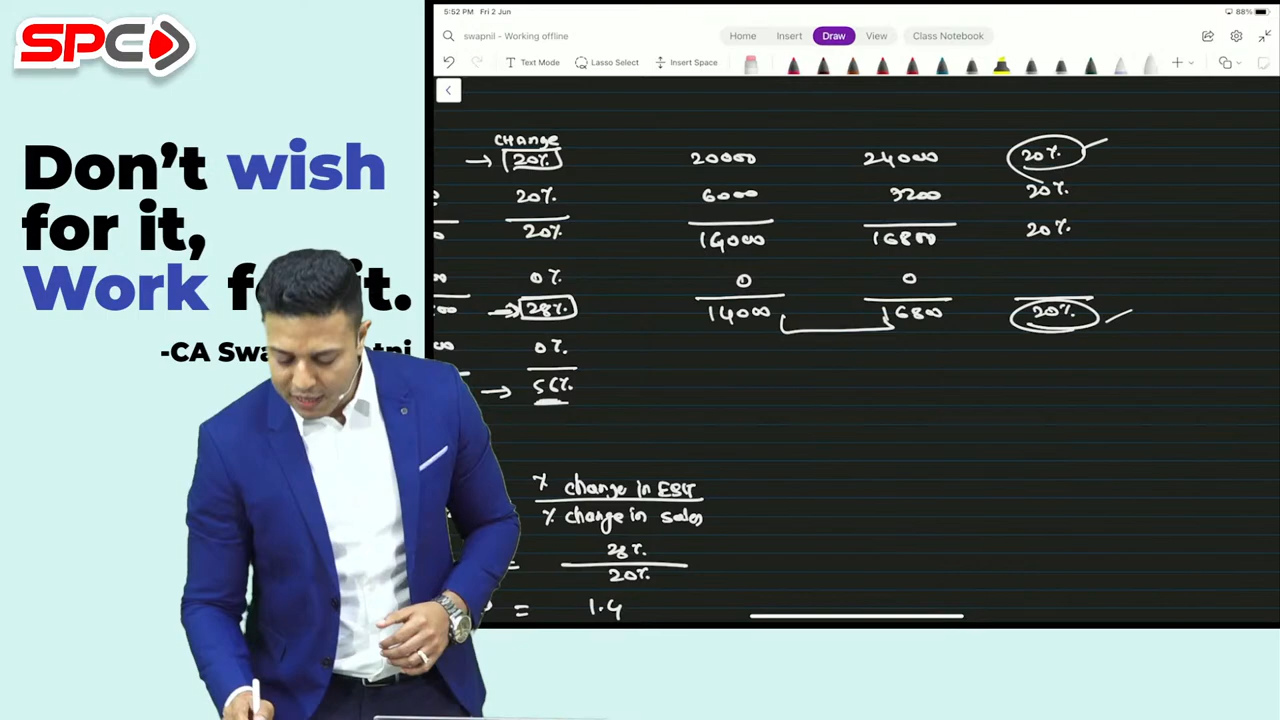 SPC
Don't wish
for it,
Work f t.
-CA Swa tni
5:52 PM Fri 2 Jun
88%
swapnil - Working offline
Home Insert Draw View Class Notebook
Text Mode Lasso Select Insert Space
CHANGE
→ 20% 20000 24000 20%
20% 6000 7200 20%
20% 14000 16800 20%
0% 0 0
→ 28% 14000 16800 20%
0%
→ 56%
% change in EBIT
% change in sales
= 28%
20%
= 1.4